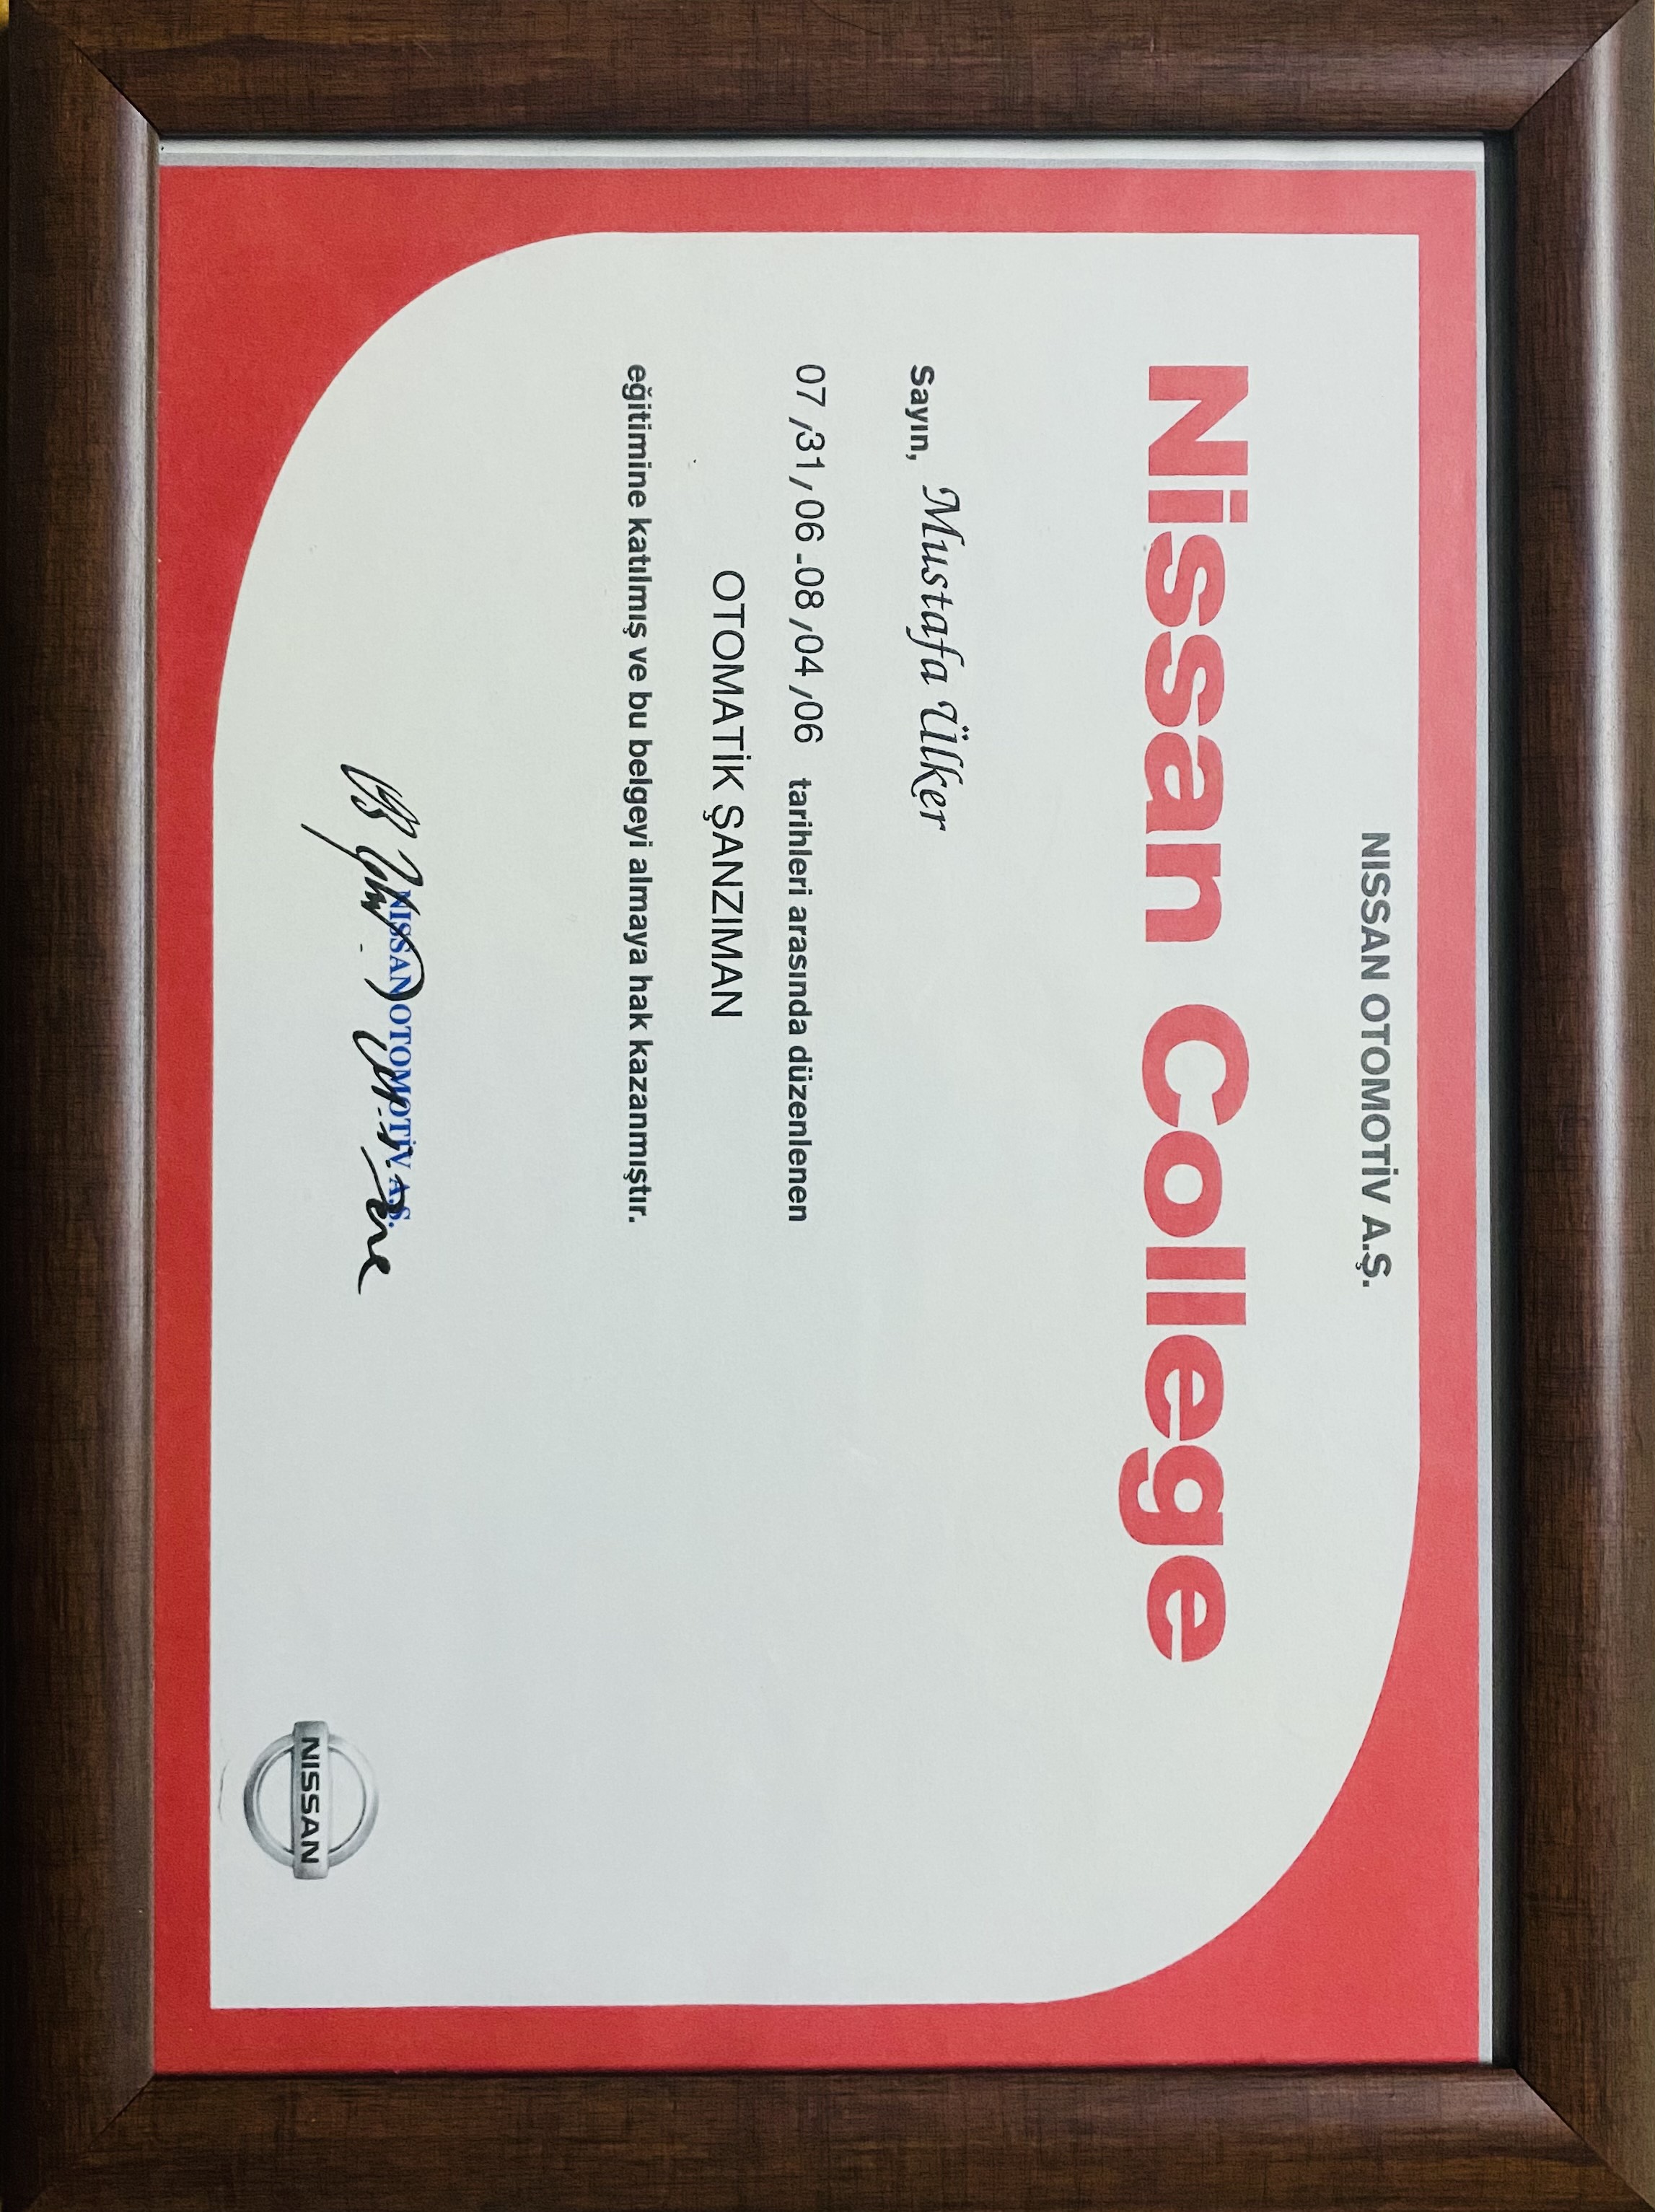 NISSAN OTOMOTİV A.Ş.
Nissan College
Sayın, Mustafa Ülker
07 /31/ 06 -08 /04 /06 tarihleri arasında düzenlenen
OTOMATİK ŞANZIMAN
eğitimine katılmış ve bu belgeyi almaya hak kazanmıştır.
NISSAN OTOMOTİV A.Ş.
NISSAN